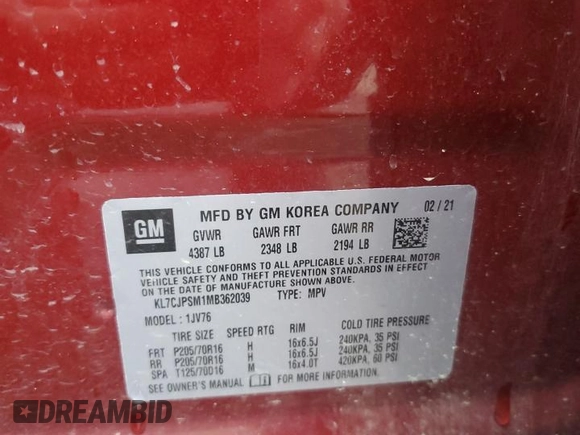 GM
MFD BY GM KOREA COMPANY 02 / 21
GVWR GAWR FRT GAWR RR
4387 LB 2348 LB 2194 LB
THIS VEHICLE CONFORMS TO ALL APPLICABLE U.S. FEDERAL MOTOR
VEHICLE SAFETY AND THEFT PREVENTION STANDARDS IN EFFECT
ON THE DATE OF MANUFACTURE SHOWN ABOVE.
KL7CJPSM1MB362039 TYPE: MPV
MODEL : 1JV76
TIRE SIZE SPEED RTG RIM COLD TIRE PRESSURE
FRT P205/70R16 H 16x6.5J 240KPA, 35 PSI
RR P205/70R16 H 16x6.5J 240KPA, 35 PSI
SPA T125/70D16 M 16x4.0T 420KPA, 60 PSI
SEE OWNER'S MANUAL FOR MORE INFORMATION.
DREAMBID